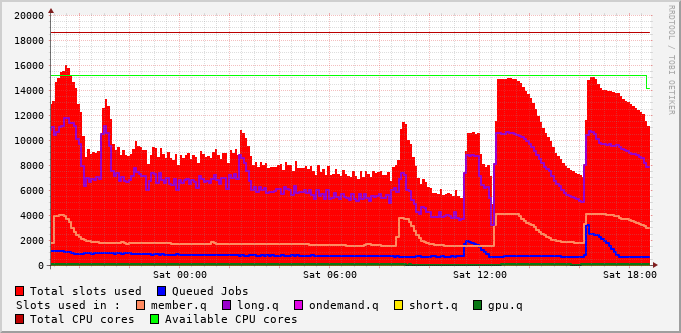 20000
18000
16000
14000
12000
10000
8000
6000
4000
2000
0
Sat 00:00 Sat 06:00 Sat 12:00 Sat 18:00
RRDTOOL / TOBI OETIKER
Total slots used Queued Jobs
Slots used in : member.q long.q ondemand.q short.q gpu.q
Total CPU cores Available CPU cores